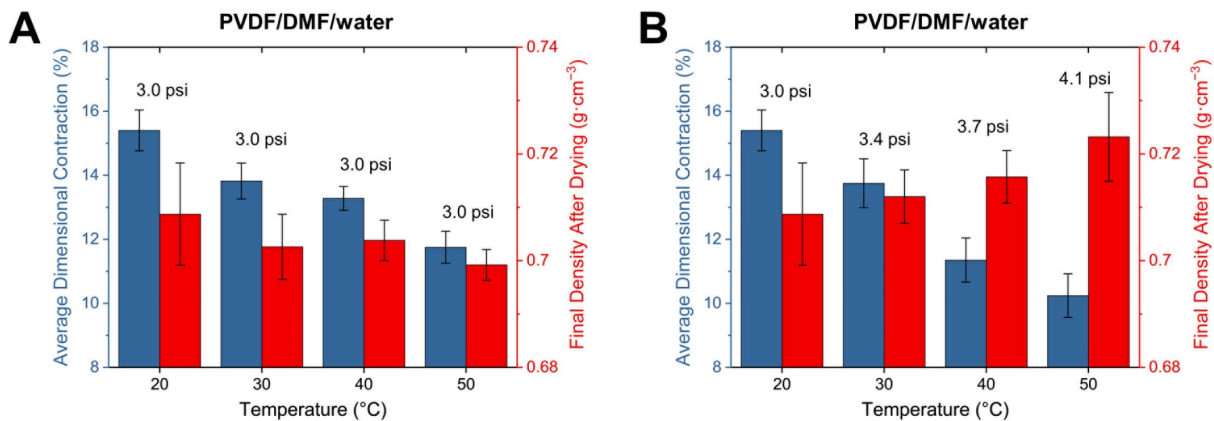 A
PVDF/DMF/water
Average Dimensional Contraction (%)
18
16
14
12
10
8
3.0 psi
3.0 psi
3.0 psi
3.0 psi
0.74
0.72
0.7
0.68
Final Density After Drying (g·cm⁻³)
20 30 40 50
Temperature (°C)
B
PVDF/DMF/water
Average Dimensional Contraction (%)
18
16
14
12
10
8
3.0 psi
3.4 psi
3.7 psi
4.1 psi
0.74
0.72
0.7
0.68
Final Density After Drying (g·cm⁻³)
20 30 40 50
Temperature (°C)